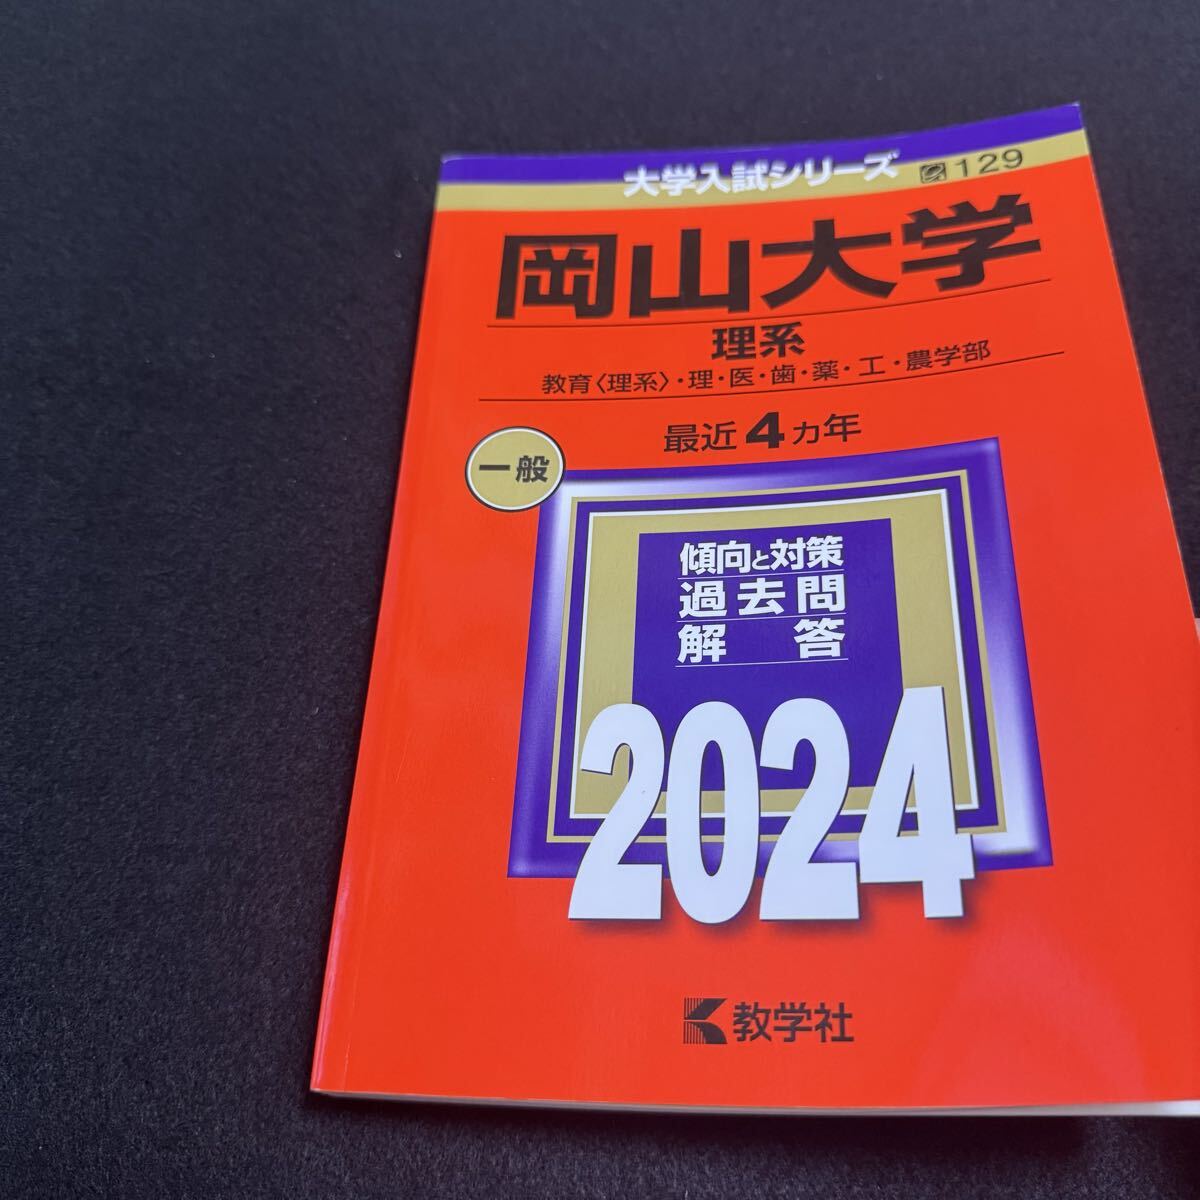 大学入試シリーズ 129
岡山大学
理系
教育〈理系〉・理・医・歯・薬・工・農学部
最近4カ年
一般
傾向と対策
過去問
解答
2024
教学社